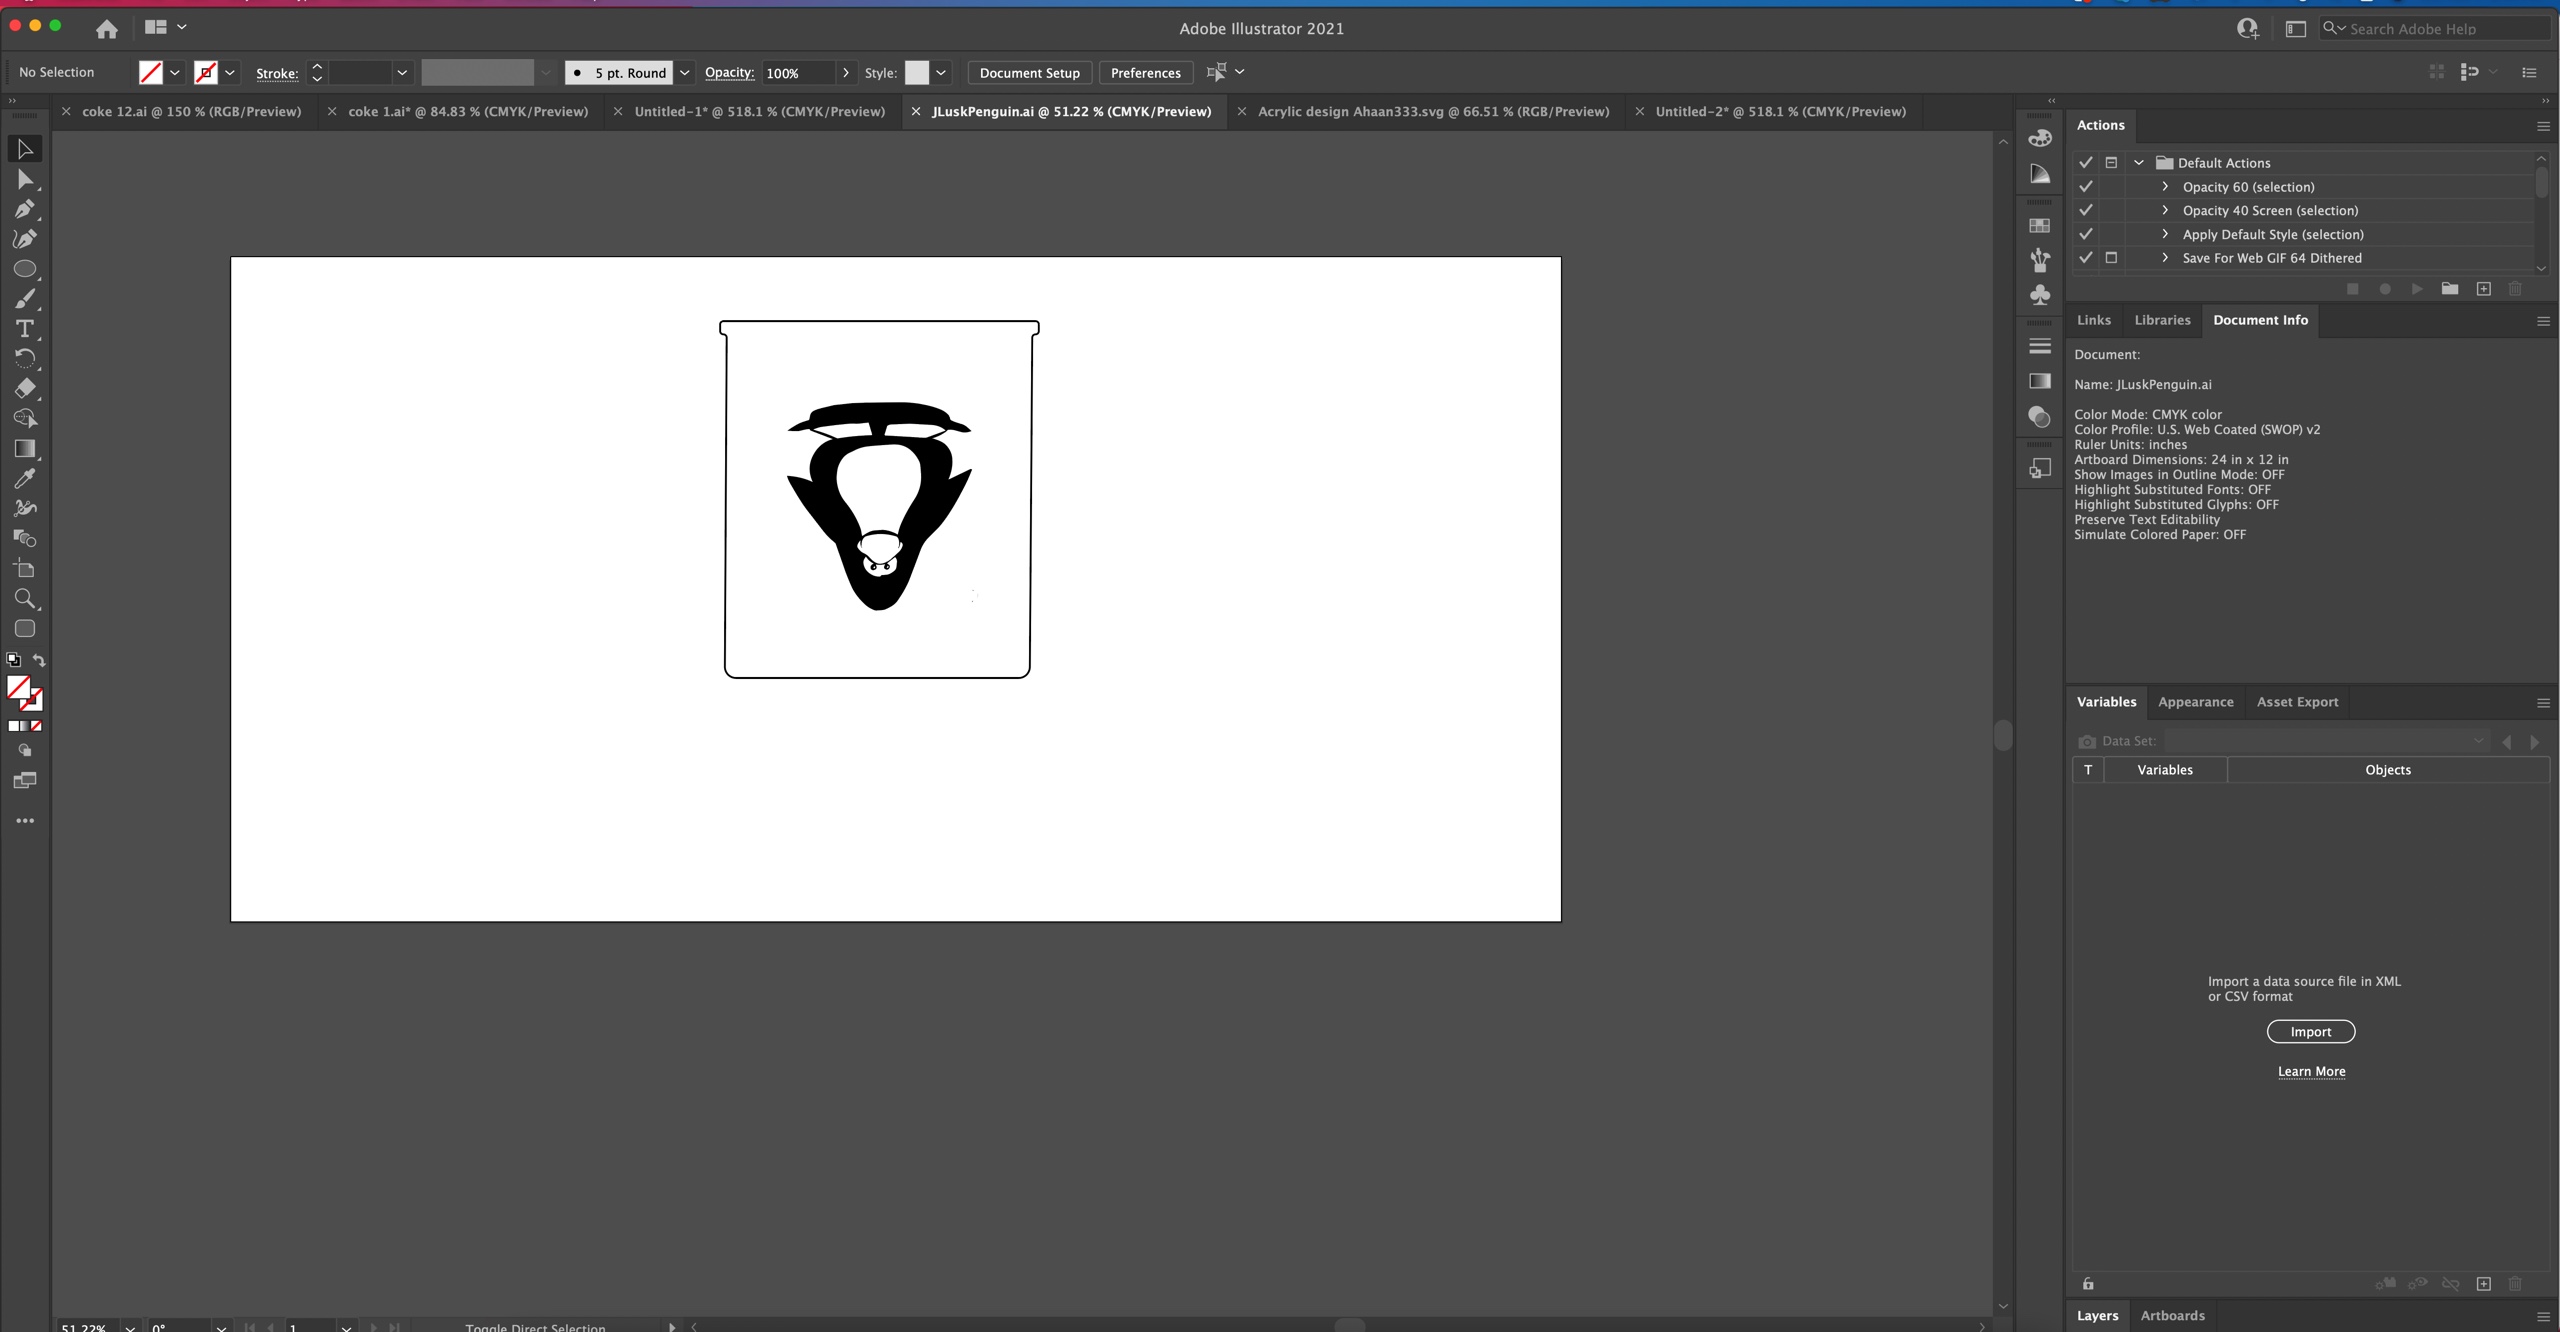 Adobe Illustrator 2021
Search Adobe Help
No Selection
Stroke:
5 pt. Round
Opacity:
100%
Style:
Document Setup
Preferences
coke 12.ai @ 150 % (RGB/Preview)
coke 1.ai* @ 84.83 % (CMYK/Preview)
Untitled-1* @ 518.1 % (CMYK/Preview)
JLuskPenguin.ai @ 51.22 % (CMYK/Preview)
Acrylic design Ahaan333.svg @ 66.51 % (RGB/Preview)
Untitled-2* @ 518.1 % (CMYK/Preview)
Actions
Default Actions
Opacity 60 (selection)
Opacity 40 Screen (selection)
Apply Default Style (selection)
Save For Web GIF 64 Dithered
Links
Libraries
Document Info
Document:
Name: JLuskPenguin.ai
Color Mode: CMYK color
Color Profile: U.S. Web Coated (SWOP) v2
Ruler Units: inches
Artboard Dimensions: 24 in x 12 in
Show Images in Outline Mode: OFF
Highlight Substituted Fonts: OFF
Highlight Substituted Glyphs: OFF
Preserve Text Editability
Simulate Colored Paper: OFF
Variables
Appearance
Asset Export
Data Set:
T
Variables
Objects
Import a data source file in XML
or CSV format
Import
Learn More
Layers
Artboards
51.22%
0°
1
Toggle Direct Selection